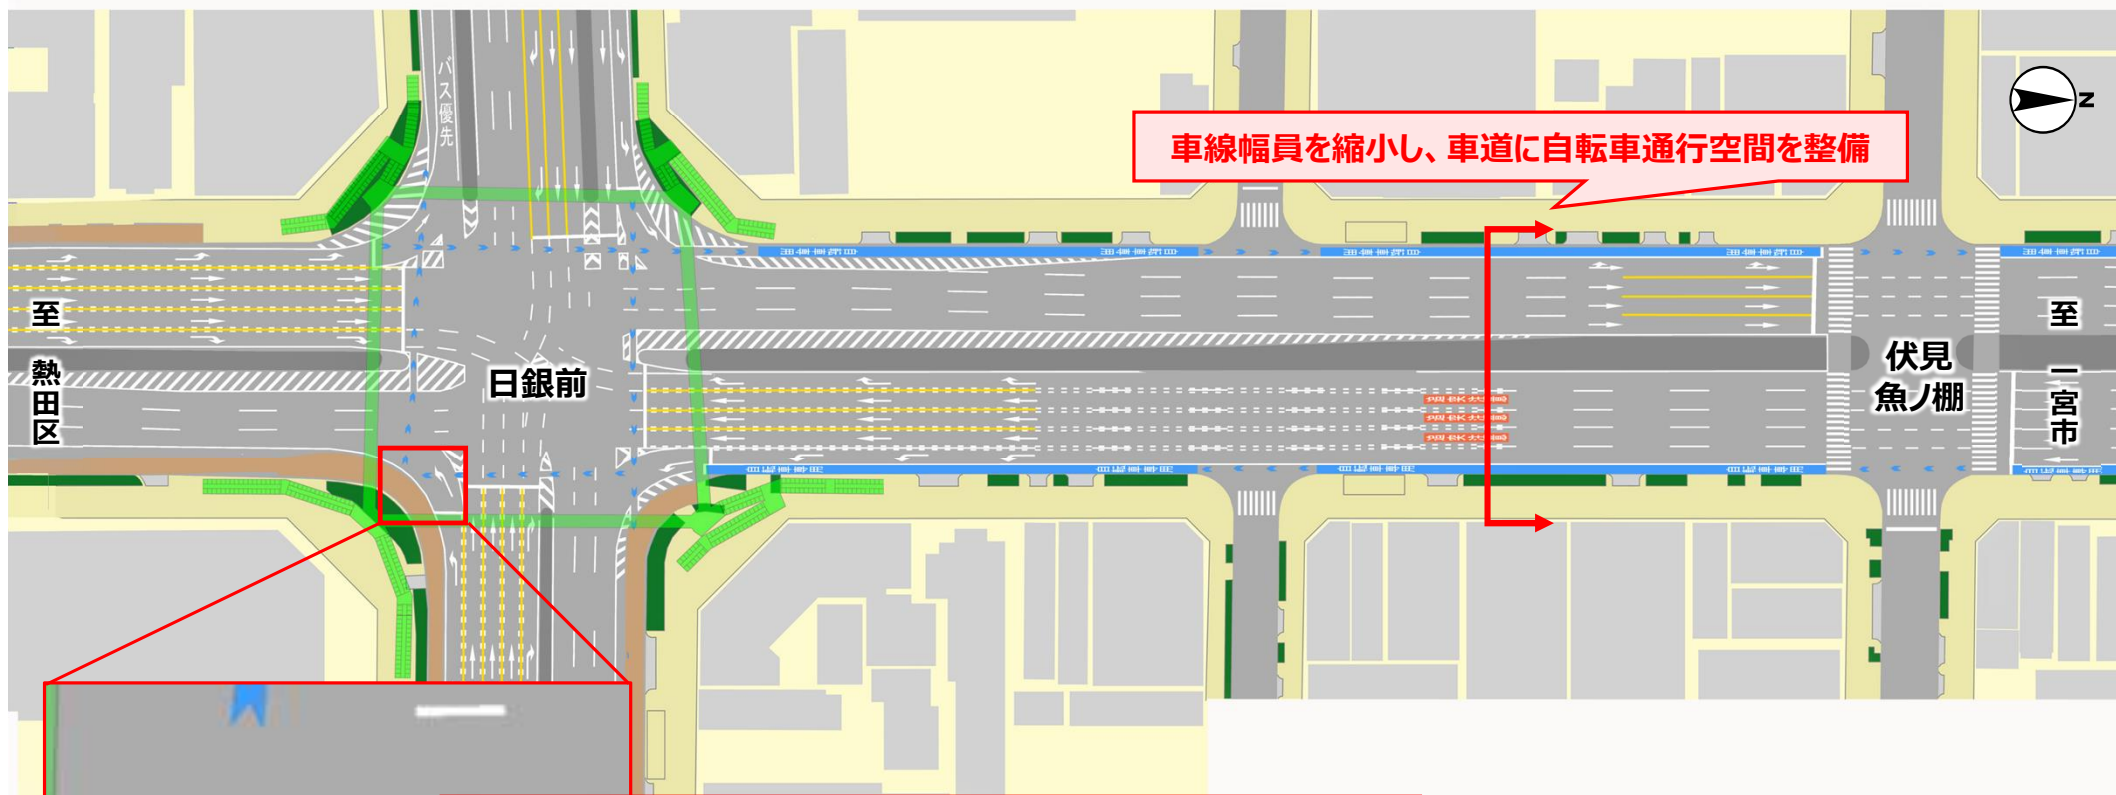 バス優先
N
車線幅員を縮小し、車道に自転車通行空間を整備
至 熱田区
日銀前
伏見
魚ノ棚
至 一宮市